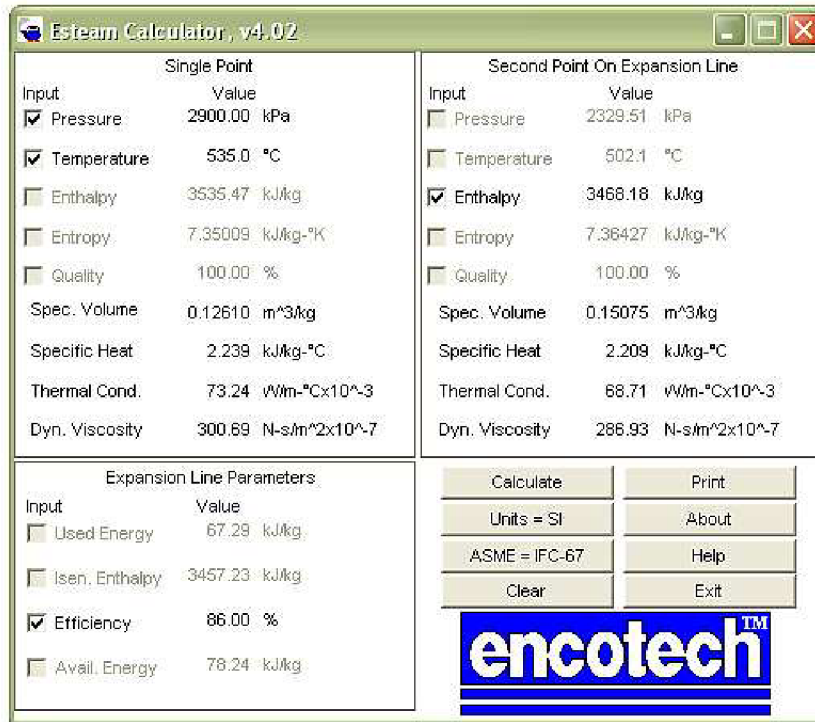 Esteam Calculator, v4.02
Single Point
Input Value
Pressure 2900.00 kPa
Temperature 535.0 °C
Enthalpy 3535.47 kJ/kg
Entropy 7.35009 kJ/kg-°K
Quality 100.00 %
Spec. Volume 0.12610 m^3/kg
Specific Heat 2.239 kJ/kg-°C
Thermal Cond. 73.24 W/m-°Cx10^-3
Dyn. Viscosity 300.69 N-s/m^2x10^-7
Second Point On Expansion Line
Input Value
Pressure 2329.51 kPa
Temperature 502.1 °C
Enthalpy 3468.18 kJ/kg
Entropy 7.36427 kJ/kg-°K
Quality 100.00 %
Spec. Volume 0.15075 m^3/kg
Specific Heat 2.209 kJ/kg-°C
Thermal Cond. 68.71 W/m-°Cx10^-3
Dyn. Viscosity 286.93 N-s/m^2x10^-7
Expansion Line Parameters
Input Value
Used Energy 67.29 kJ/kg
Isen. Enthalpy 3457.23 kJ/kg
Efficiency 86.00 %
Avail. Energy 78.24 kJ/kg
Calculate Print
Units = SI About
ASME = IFC-67 Help
Clear Exit
encotech™